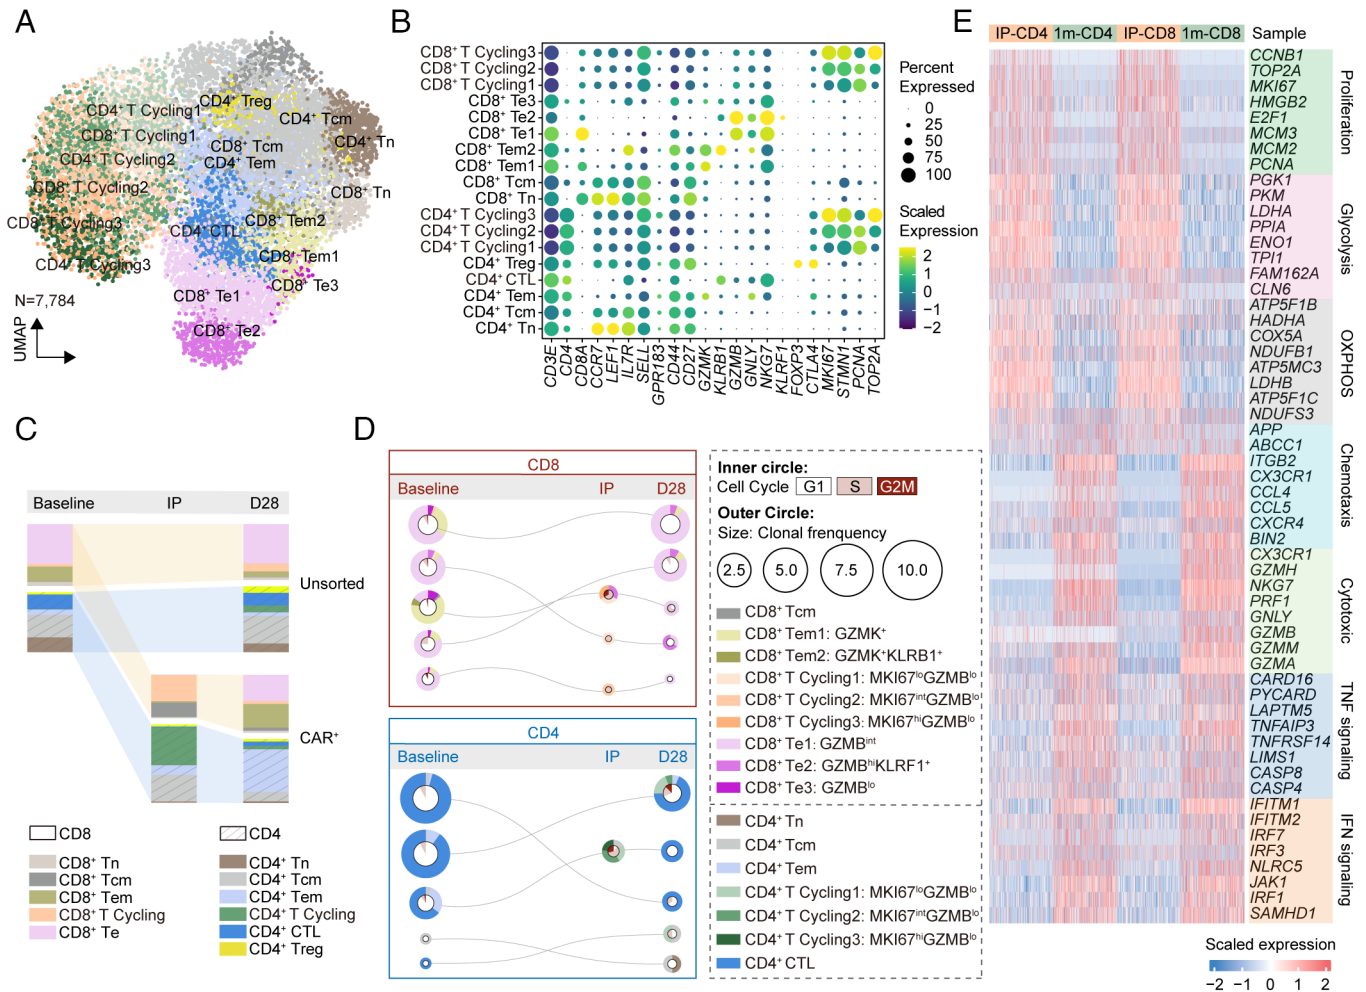 A
CD4⁺ Treg
CD4⁺ T Cycling1
CD4⁺ Tcm
CD8⁺ T Cycling1
CD8⁺ Tcm
CD4⁺ Tn
CD4⁺ T Cycling2
CD4⁺ Tem
CD8⁺ T Cycling2
CD8⁺ Tn
CD8⁺ T Cycling3
CD8⁺ Tem2
CD4⁺ CTL
CD8⁺ Tem1
CD4⁺ T Cycling3
CD8⁺ Te3
CD8⁺ Te1
CD8⁺ Te2
N=7,784
UMAP
B
CD8⁺ T Cycling3
CD8⁺ T Cycling2
CD8⁺ T Cycling1
CD8⁺ Te3
CD8⁺ Te2
CD8⁺ Te1
CD8⁺ Tem2
CD8⁺ Tem1
CD8⁺ Tcm
CD8⁺ Tn
CD4⁺ T Cycling3
CD4⁺ T Cycling2
CD4⁺ T Cycling1
CD4⁺ Treg
CD4⁺ CTL
CD4⁺ Tem
CD4⁺ Tcm
CD4⁺ Tn
CD3E
CD4
CD8A
CCR7
LEF1
IL7R
SELL
GPR183
CD44
CD27
GZMK
KLRB1
GZMB
GNLY
NKG7
KLRF1
FOXP3
CTLA4
MKI67
STMN1
PCNA
TOP2A
Percent
Expressed
0
25
50
75
100
Scaled
Expression
2
1
0
−1
−2
C
Baseline IP D28
Unsorted
CAR⁺
CD8
CD8⁺ Tn
CD8⁺ Tcm
CD8⁺ Tem
CD8⁺ T Cycling
CD8⁺ Te
CD4
CD4⁺ Tn
CD4⁺ Tcm
CD4⁺ Tem
CD4⁺ T Cycling
CD4⁺ CTL
CD4⁺ Treg
D
CD8
Baseline IP D28
CD4
Baseline IP D28
Inner circle:
Cell Cycle G1 S G2M
Outer Circle:
Size: Clonal frenquency
2.5 5.0 7.5 10.0
CD8⁺ Tcm
CD8⁺ Tem1: GZMK⁺
CD8⁺ Tem2: GZMK⁺KLRB1⁺
CD8⁺ T Cycling1: MKI67ˡᵒGZMBˡᵒ
CD8⁺ T Cycling2: MKI67ⁱⁿᵗGZMBˡᵒ
CD8⁺ T Cycling3: MKI67ʰⁱGZMBˡᵒ
CD8⁺ Te1: GZMBⁱⁿᵗ
CD8⁺ Te2: GZMBʰⁱKLRF1⁺
CD8⁺ Te3: GZMBˡᵒ
CD4⁺ Tn
CD4⁺ Tcm
CD4⁺ Tem
CD4⁺ T Cycling1: MKI67ˡᵒGZMBˡᵒ
CD4⁺ T Cycling2: MKI67ⁱⁿᵗGZMBˡᵒ
CD4⁺ T Cycling3: MKI67ʰⁱGZMBˡᵒ
CD4⁺ CTL
E
IP-CD4 1m-CD4 IP-CD8 1m-CD8 Sample
CCNB1
TOP2A
MKI67
HMGB2
E2F1
MCM3
MCM2
PCNA
Proliferation
PGK1
PKM
LDHA
PPIA
ENO1
TPI1
FAM162A
CLN6
Glycolysis
ATP5F1B
HADHA
COX5A
NDUFB1
ATP5MC3
LDHB
ATP5F1C
NDUFS3
OXPHOS
APP
ABCC1
ITGB2
CX3CR1
CCL4
CCL5
CXCR4
BIN2
Chemotaxis
CX3CR1
GZMH
NKG7
PRF1
GNLY
GZMB
GZMM
GZMA
Cytotoxic
CARD16
PYCARD
LAPTM5
TNFAIP3
TNFRSF14
LIMS1
CASP8
CASP4
TNF signaling
IFITM1
IFITM2
IRF7
IRF3
NLRC5
JAK1
IRF1
SAMHD1
IFN signaling
Scaled expression
−2 −1 0 1 2